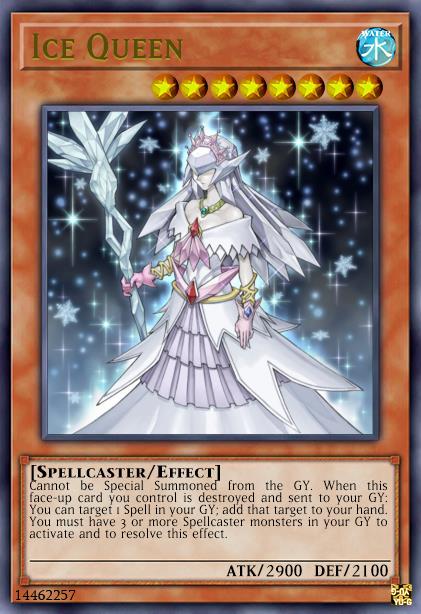 ICE QUEEN
WATER
水
[SPELLCASTER/EFFECT]
Cannot be Special Summoned from the GY. When this
face-up card you control is destroyed and sent to your GY:
You can target 1 Spell in your GY; add that target to your hand.
You must have 3 or more Spellcaster monsters in your GY to
activate and to resolve this effect.
ATK/2900 DEF/2100
14462257